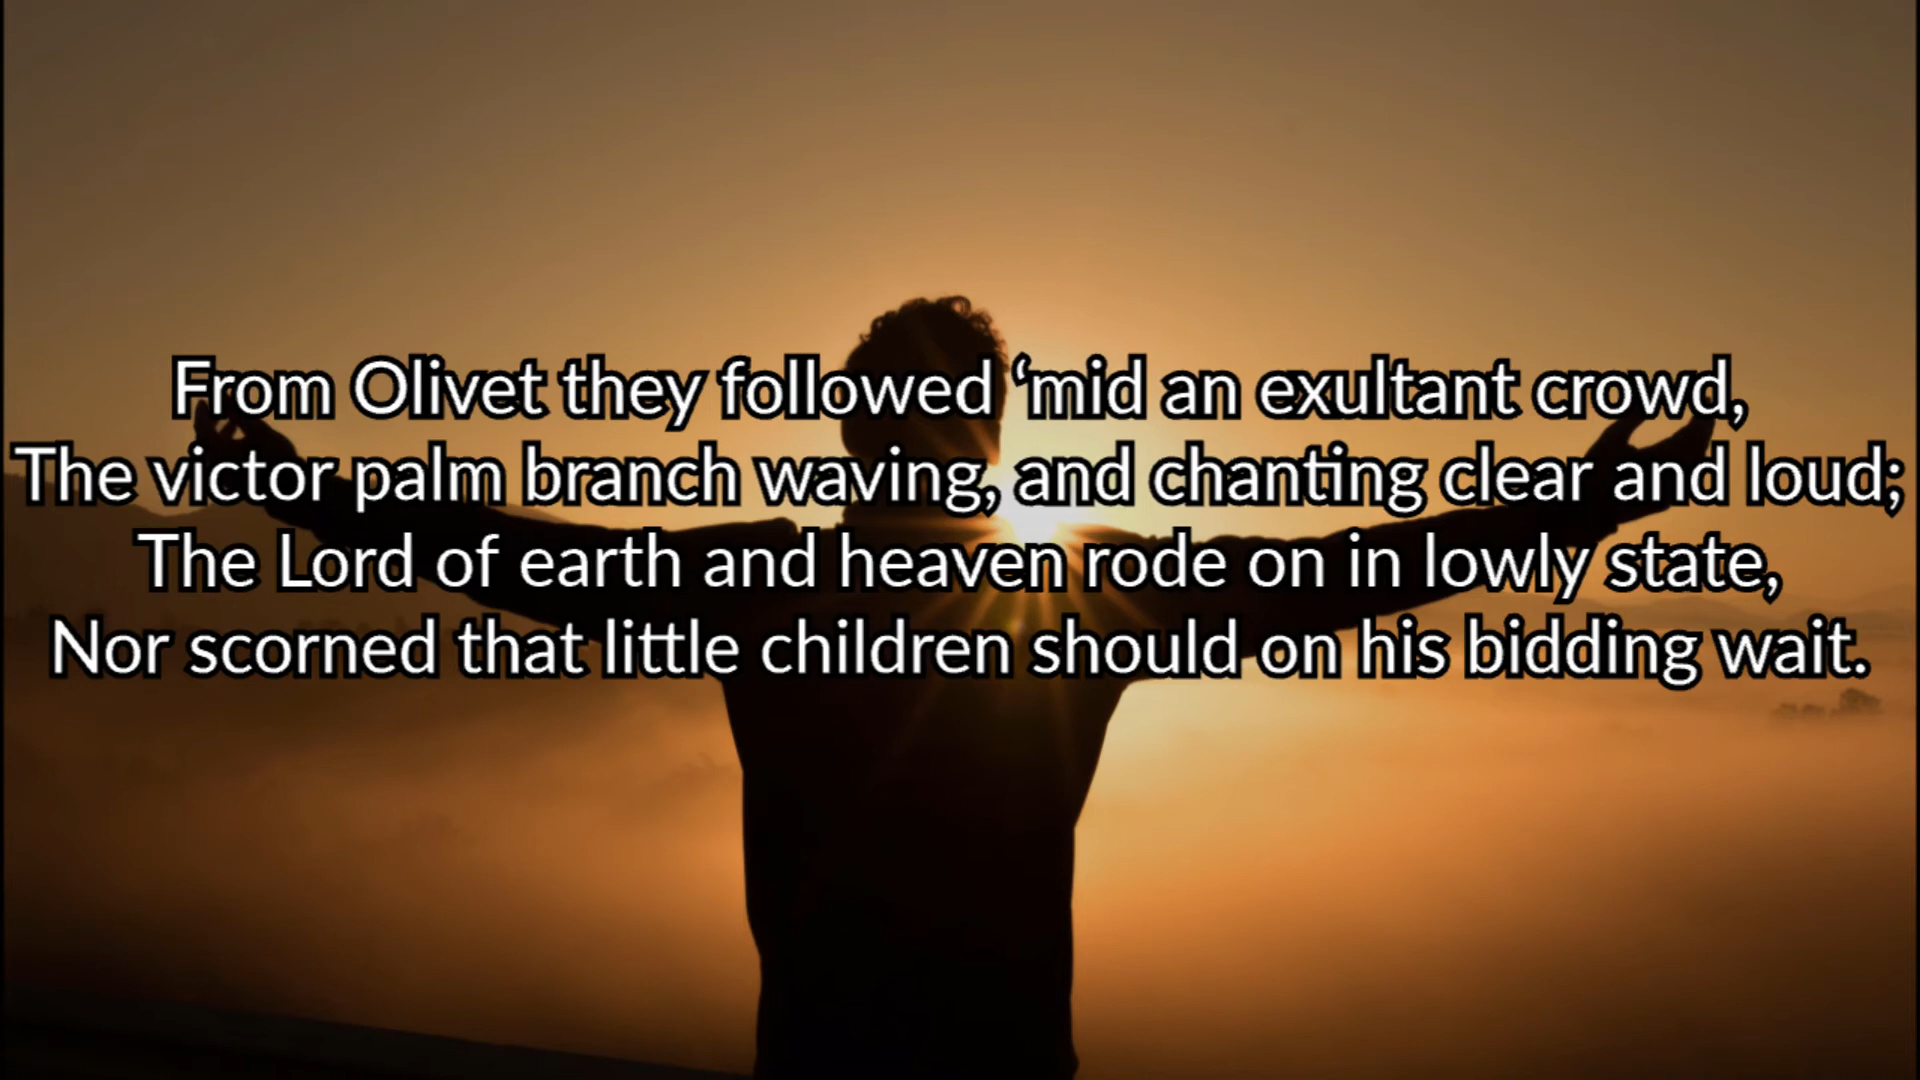 From Olivet they followed ‘mid an exultant crowd,
The victor palm branch waving, and chanting clear and loud;
The Lord of earth and heaven rode on in lowly state,
Nor scorned that little children should on his bidding wait.